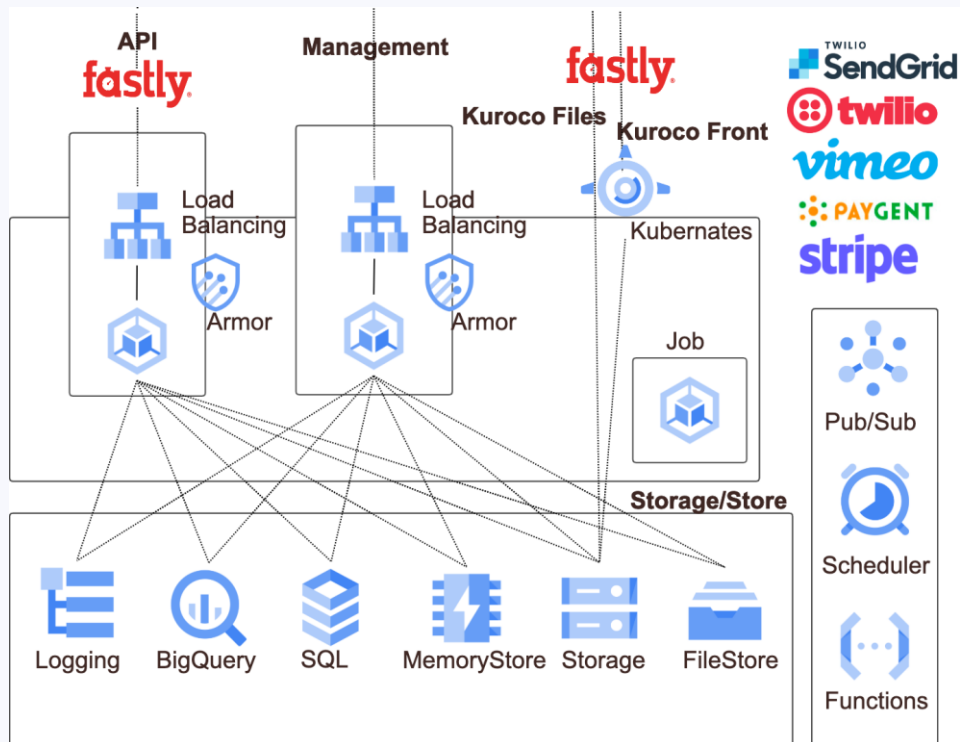 API
fastly
Management
fastly
Kuroco Files
Kuroco Front
TWILIO
SendGrid
twilio
vimeo
PAYGENT
stripe
Load
Balancing
Armor
Load
Balancing
Armor
Kubernates
Job
Storage/Store
Logging
BigQuery
SQL
MemoryStore
Storage
FileStore
Pub/Sub
Scheduler
Functions